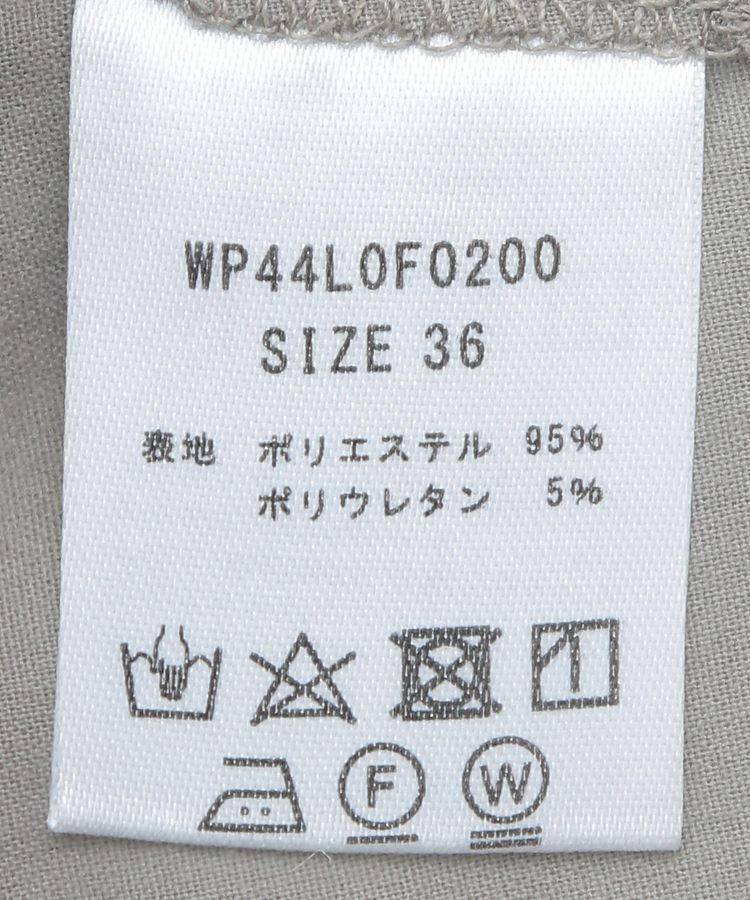 WP44L0F0200
SIZE 36
表地 ポリエステル 95%
ポリウレタン 5%
F W